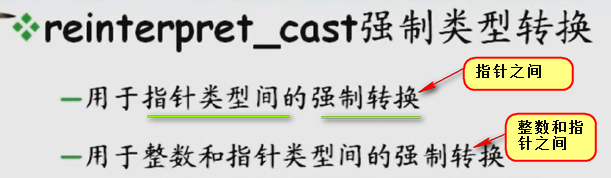 ❖reinterpret_cast强制类型转换
指针之间
—用于指针类型间的强制转换
整数和指
针之间
—用于整数和指针类型间的强制转换